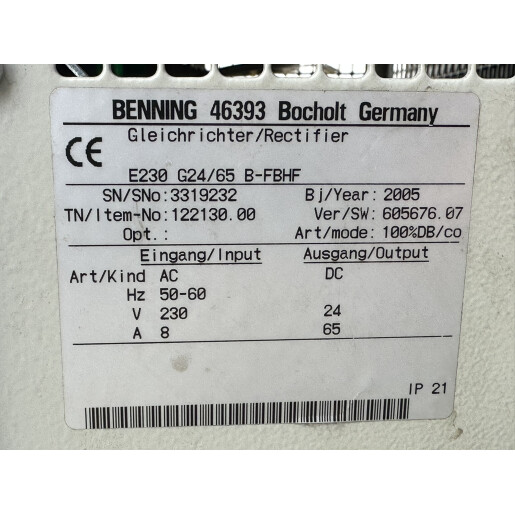 BENNING 46393 Bocholt Germany
Gleichrichter/Rectifier
CE
E230 G24/65 B-FBHF
SN/SNo: 3319232 Bj/Year: 2005
TN/Item-No: 122130.00 Ver/SW: 605676.07
Opt.: Art/mode: 100%DB/co
Eingang/Input Ausgang/Output
Art/Kind AC DC
Hz 50-60
V 230 24
A 8 65
IP 21